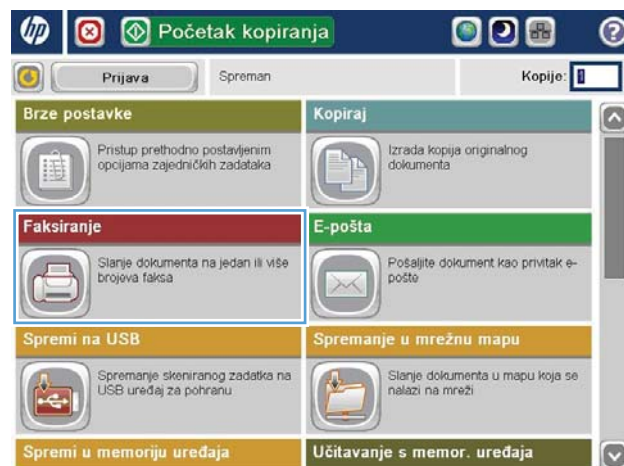 hp
Početak kopiranja
?
Prijava
Spreman
Kopije: 1
Brze postavke
Pristup prethodno postavljenim
opcijama zajedničkih zadataka
Kopiraj
Izrada kopija originalnog
dokumenta
Faksiranje
Slanje dokumenta na jedan ili više
brojeva faksa
E-pošta
Pošaljite dokument kao privitak e-
pošte
Spremi na USB
Spremanje skeniranog zadatka na
USB uređaj za pohranu
Spremanje u mrežnu mapu
Slanje dokumenta u mapu koja se
nalazi na mreži
Spremi u memoriju uređaja
Učitavanje s memor. uređaja